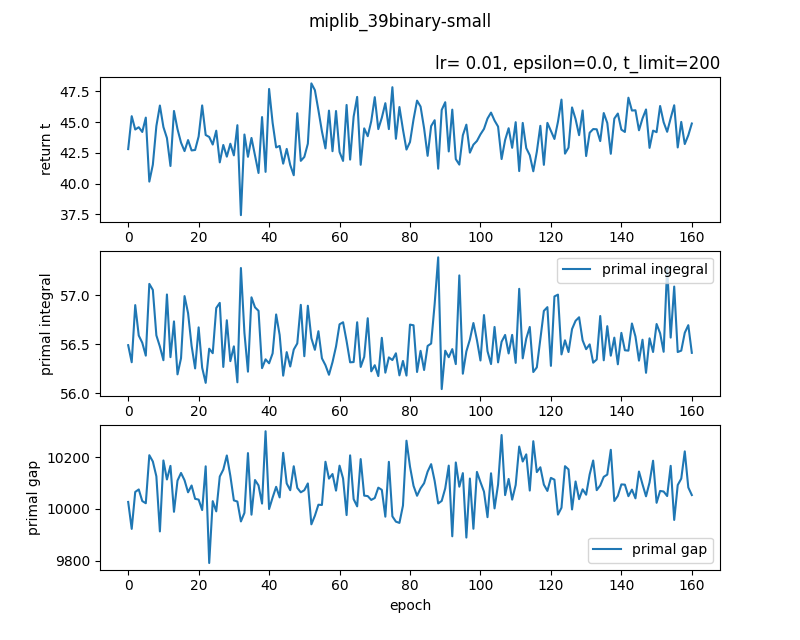 miplib_39binary-small
lr= 0.01, epsilon=0.0, t_limit=200
return t
47.5
45.0
42.5
40.0
37.5
0 20 40 60 80 100 120 140 160
primal integral
primal ingegral
57.0
56.5
56.0
0 20 40 60 80 100 120 140 160
primal gap
10200
10000
9800
primal gap
0 20 40 60 80 100 120 140 160
epoch